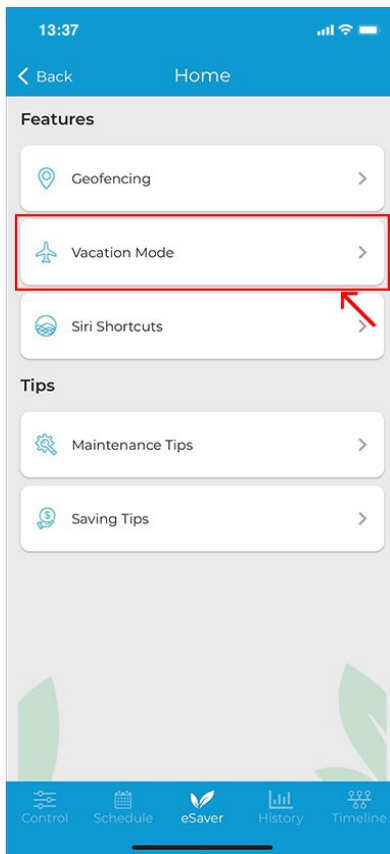 13:37
Back Home
Features
Geofencing
Vacation Mode
Siri Shortcuts
Tips
Maintenance Tips
Saving Tips
Control Schedule eSaver History Timeline